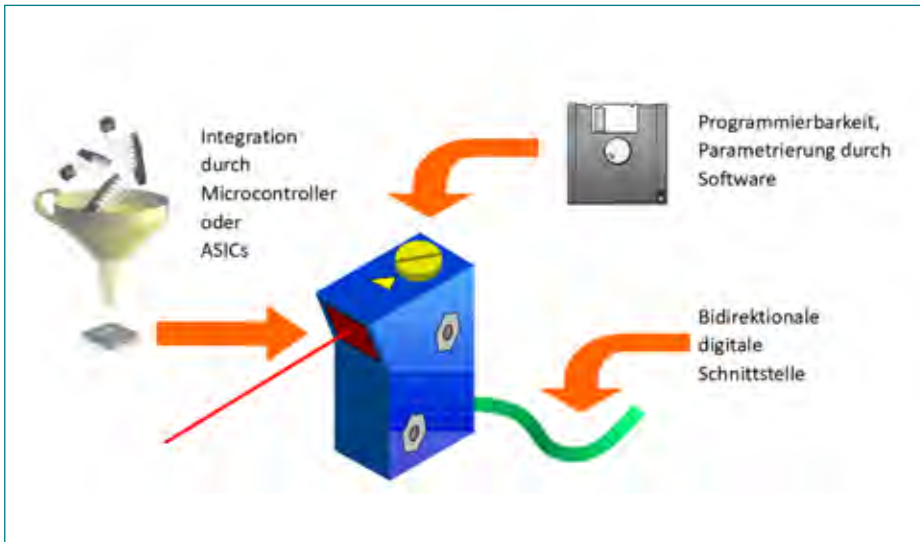 Integration
durch
Microcontroller
oder
ASICs
Programmierbarkeit,
Parametrierung durch
Software
Bidirektionale
digitale
Schnittstelle